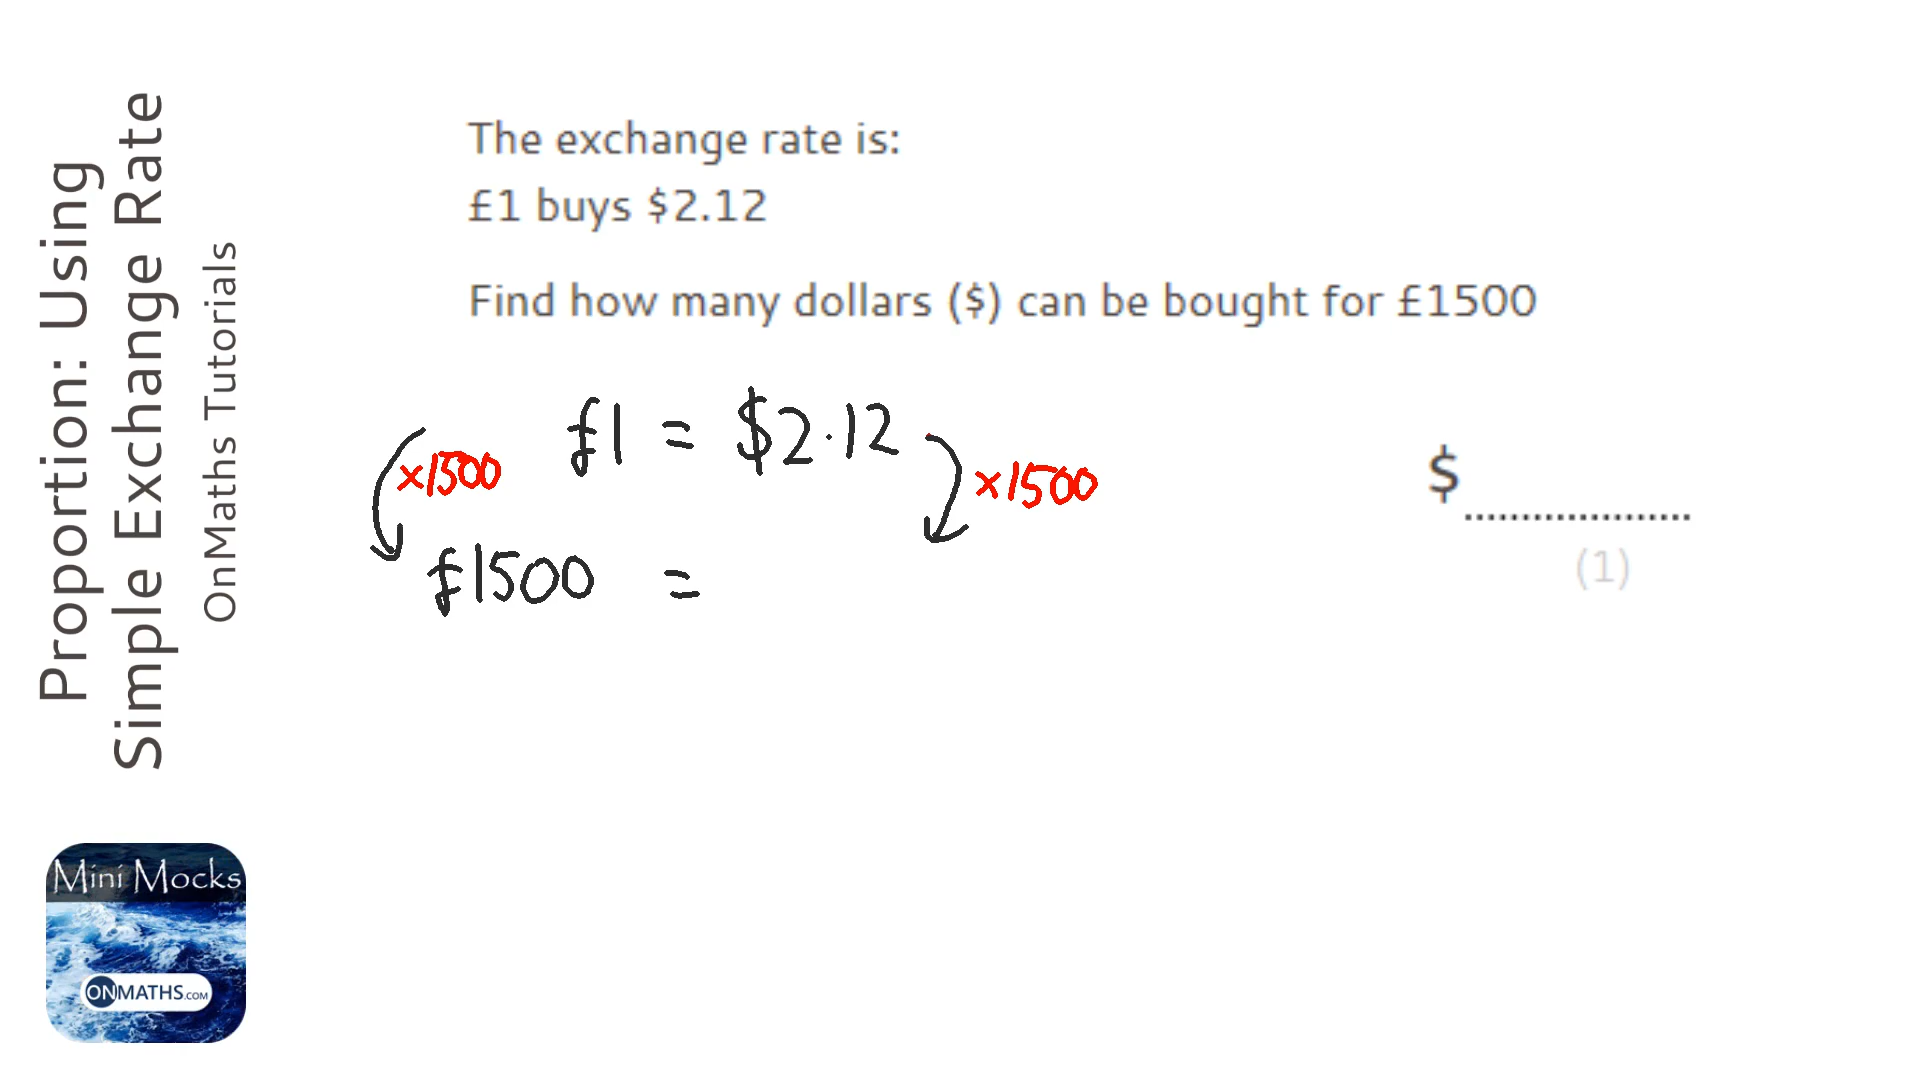 Proportion: Using
Simple Exchange Rate
OnMaths Tutorials
The exchange rate is:
£1 buys $2.12
Find how many dollars ($) can be bought for £1500
£1 = $2·12
×1500
×1500
£1500 =
$....................
(1)
Mini Mocks
ONMATHS.COM